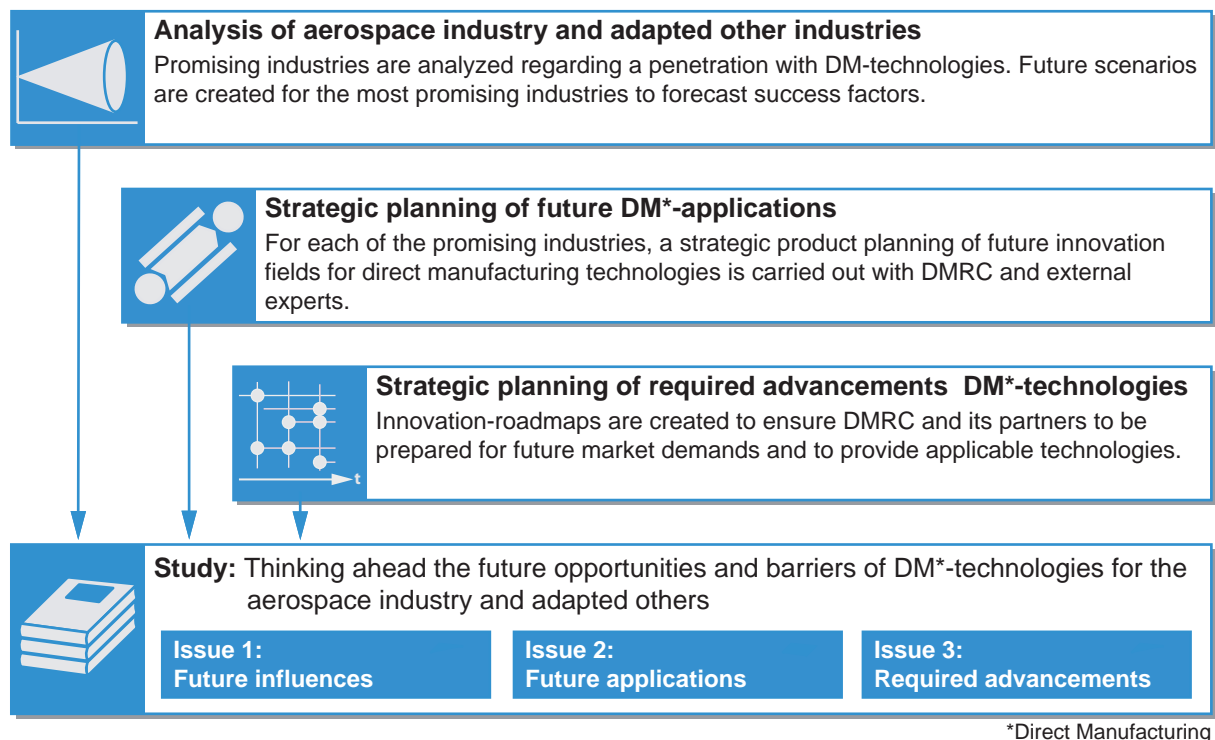 Analysis of aerospace industry and adapted other industries
Promising industries are analyzed regarding a penetration with DM-technologies. Future scenarios
are created for the most promising industries to forecast success factors.
Strategic planning of future DM*-applications
For each of the promising industries, a strategic product planning of future innovation
fields for direct manufacturing technologies is carried out with DMRC and external
experts.
Strategic planning of required advancements  DM*-technologies
Innovation-roadmaps are created to ensure DMRC and its partners to be
prepared for future market demands and to provide applicable technologies.
t
Study: Thinking ahead the future opportunities and barriers of DM*-technologies for the
aerospace industry and adapted others
Issue 1:
Future influences
Issue 2:
Future applications
Issue 3:
Required advancements
*Direct Manufacturing